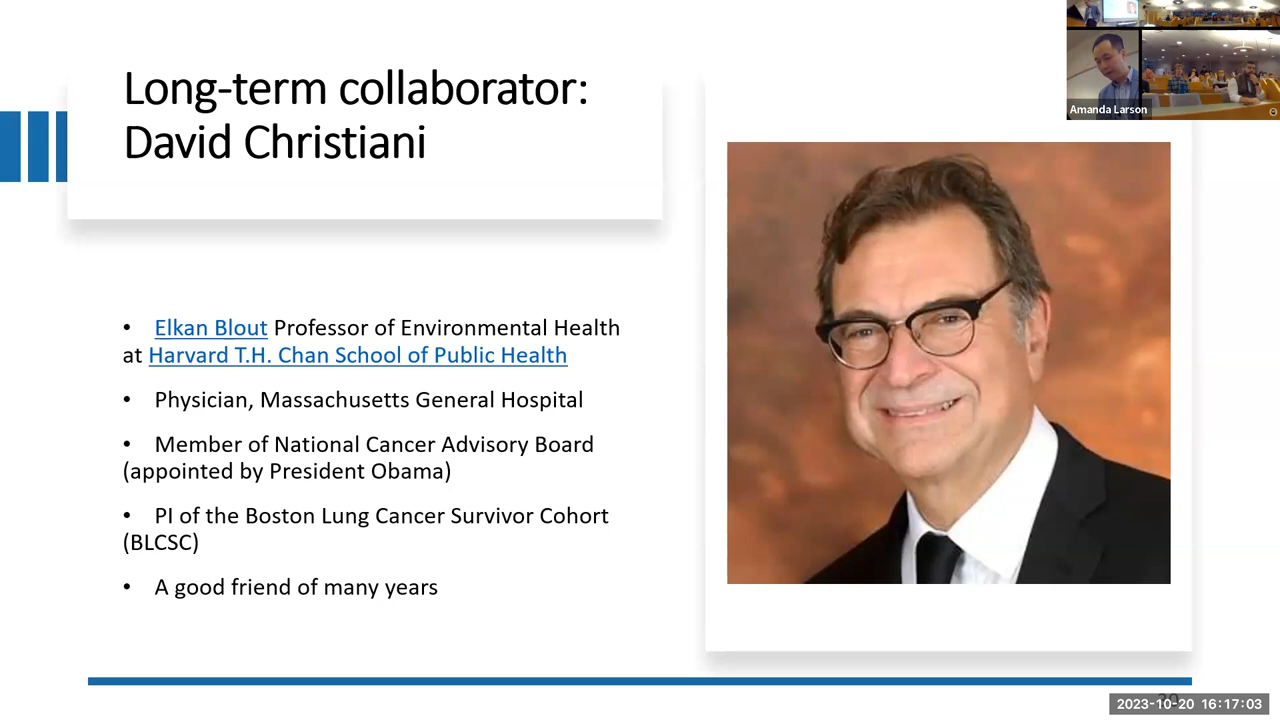 Long-term collaborator:
David Christiani
Amanda Larson
• Elkan Blout Professor of Environmental Health
at Harvard T.H. Chan School of Public Health
• Physician, Massachusetts General Hospital
• Member of National Cancer Advisory Board
(appointed by President Obama)
• PI of the Boston Lung Cancer Survivor Cohort
(BLCSC)
• A good friend of many years
2023-10-20 16:17:03